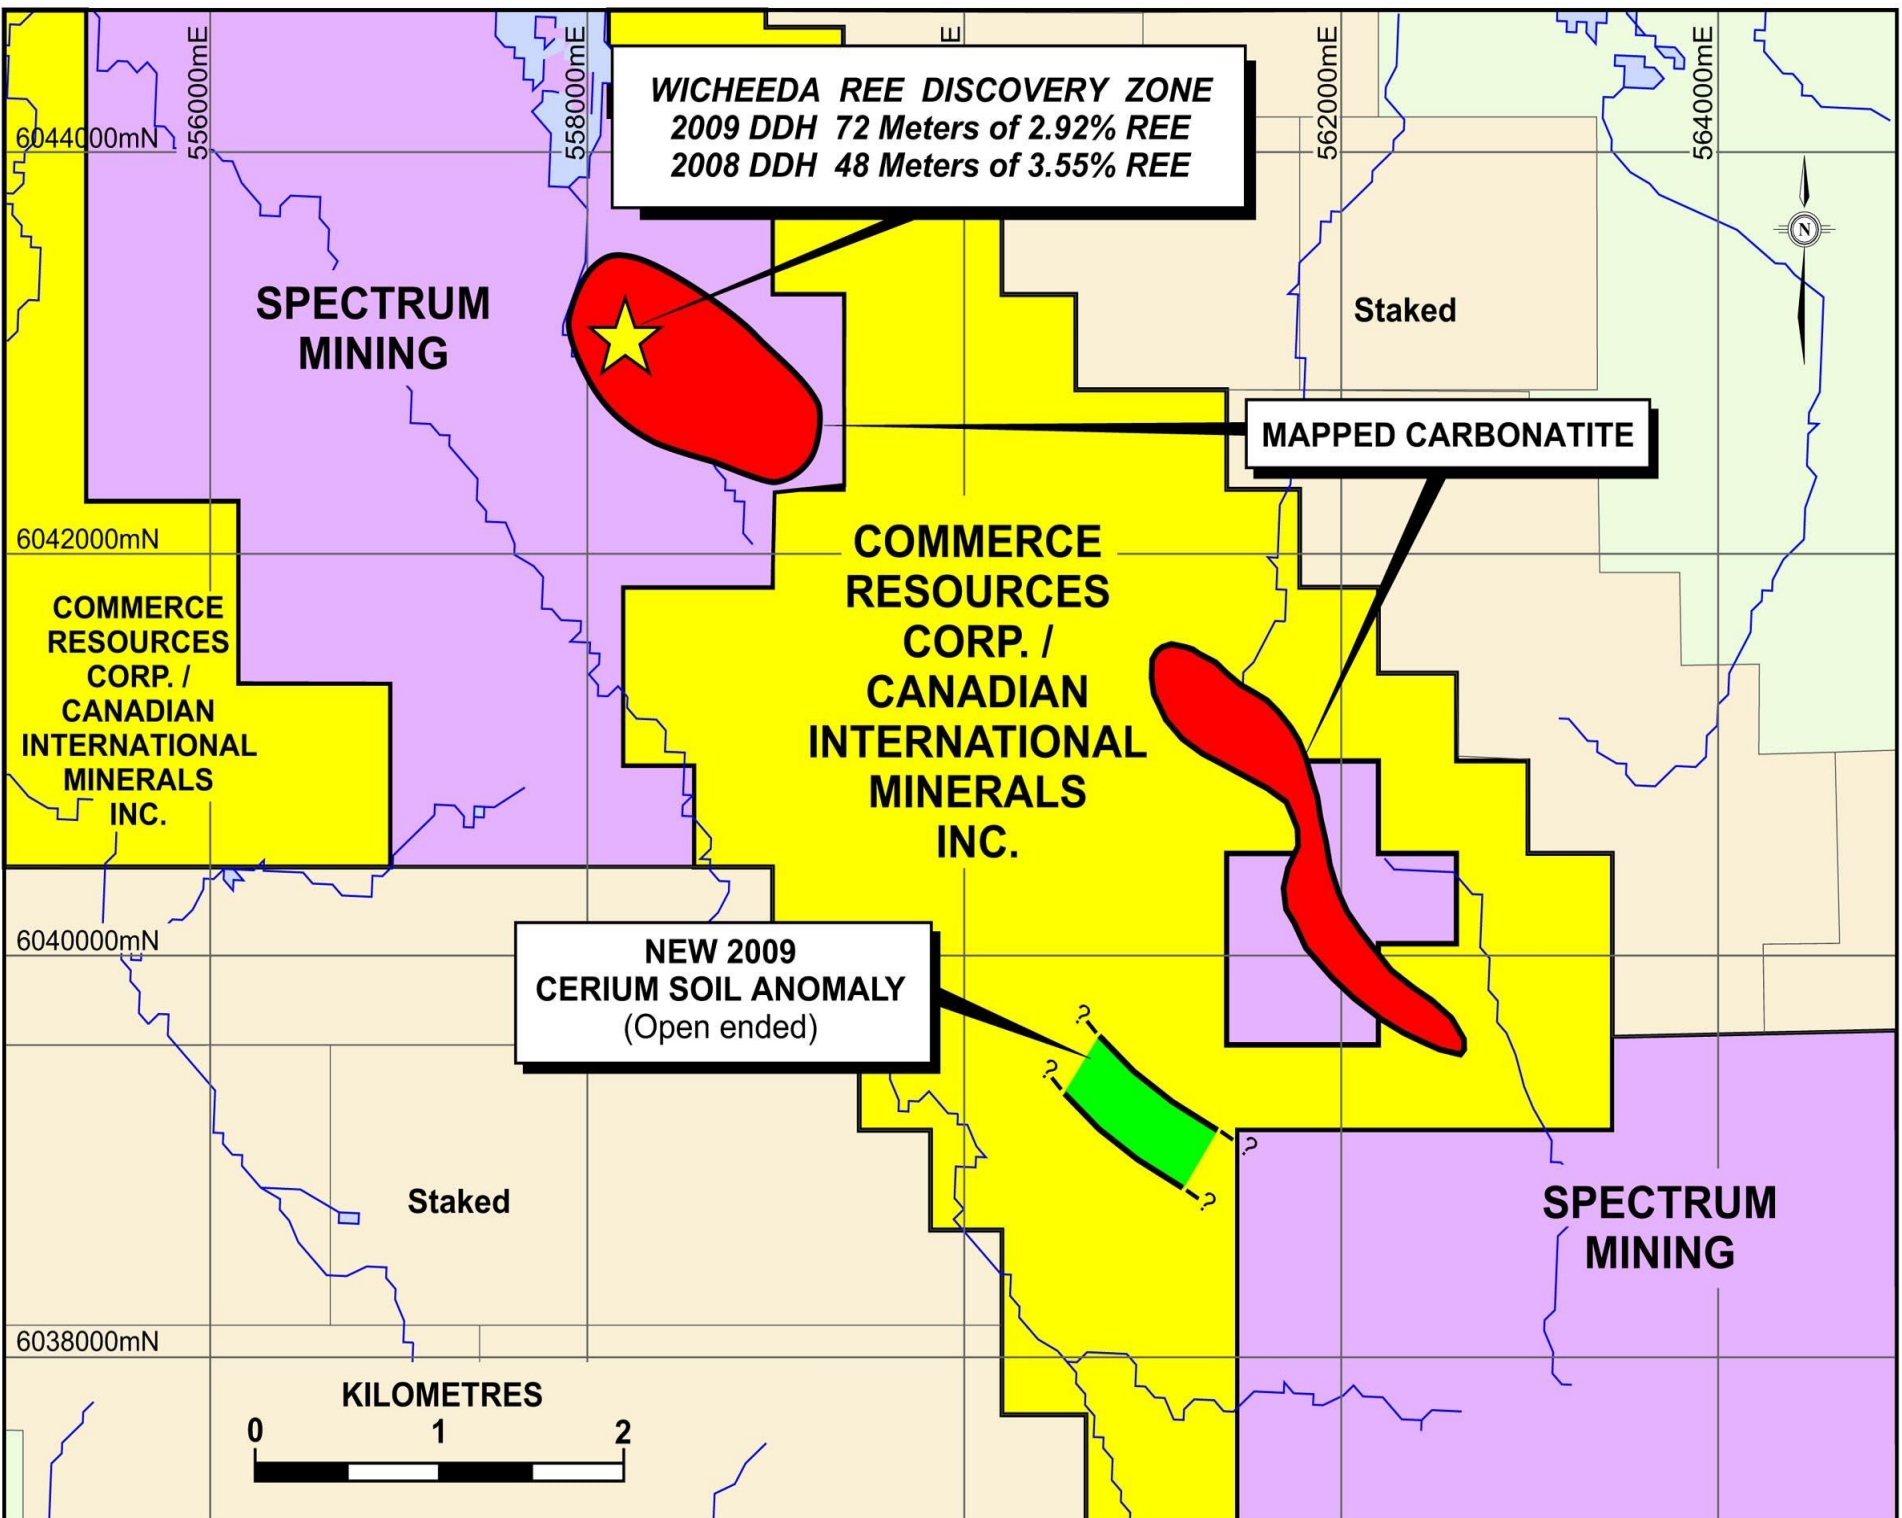 556000mE
558000mE
E
562000mE
564000mE
WICHEEDA REE DISCOVERY ZONE
2009 DDH 72 Meters of 2.92% REE
2008 DDH 48 Meters of 3.55% REE
6044000mN
N
SPECTRUM
MINING
Staked
MAPPED CARBONATITE
6042000mN
COMMERCE
RESOURCES
CORP. /
CANADIAN
INTERNATIONAL
MINERALS
INC.
COMMERCE
RESOURCES
CORP. /
CANADIAN
INTERNATIONAL
MINERALS
INC.
6040000mN
NEW 2009
CERIUM SOIL ANOMALY
(Open ended)
?
?
?
?
Staked
SPECTRUM
MINING
6038000mN
KILOMETRES
0 1 2